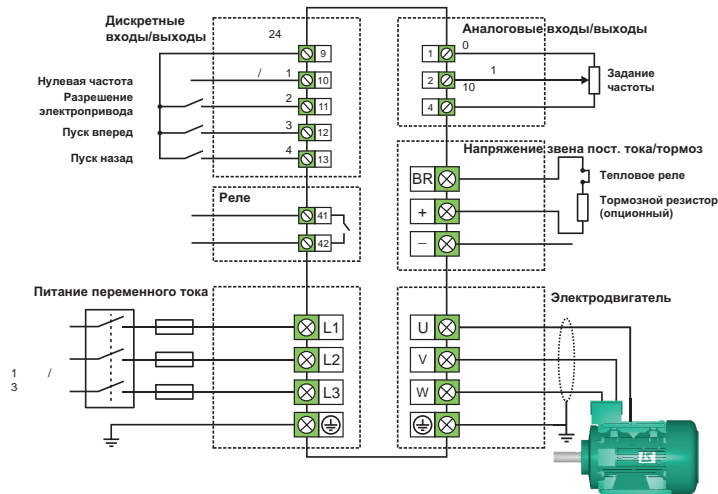 Дискретные
входы/выходы
24
9
Нулевая частота
/ 1
10
Разрешение
электропривода
2
11
Пуск вперед
3
12
Пуск назад
4
13
Аналоговые входы/выходы
1
0
2
1
10
4
Задание
частоты
Напряжение звена пост. тока/тормоз
BR
+
–
Тепловое реле
Тормозной резистор
(опционный)
Реле
41
42
Питание переменного тока
1 /
3
L1
L2
L3
Электродвигатель
U
V
W